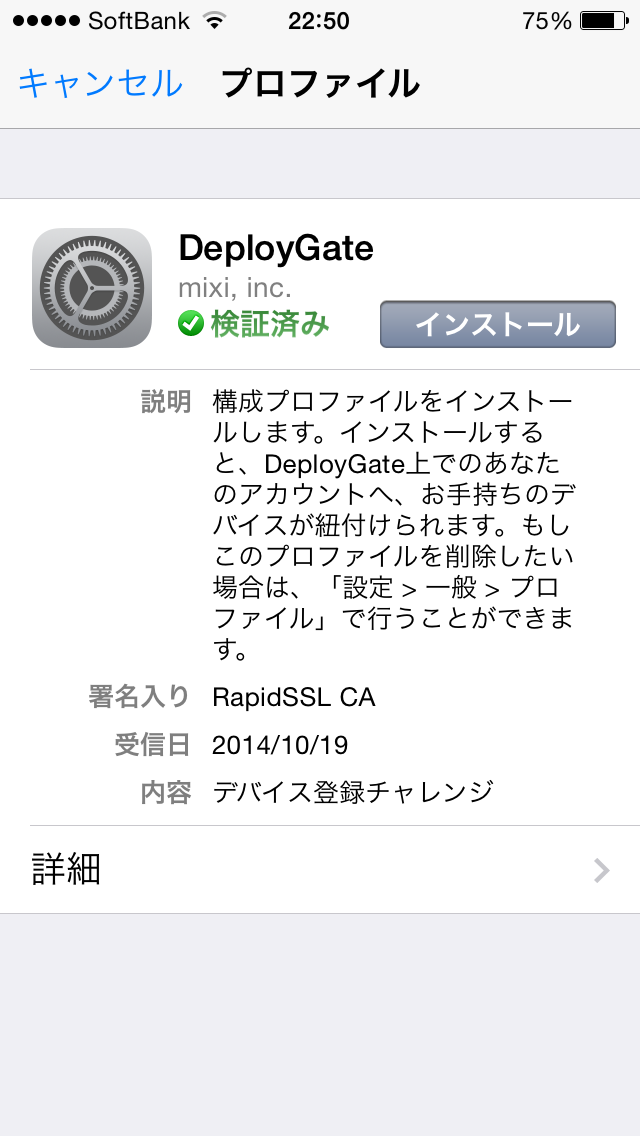 ●●●●● SoftBank 22:50 75%
キャンセル プロファイル
DeployGate
mixi, inc.
検証済み インストール
説明 構成プロファイルをインストー
ルします。インストールする
と、DeployGate上でのあなた
のアカウントへ、お手持ちのデ
バイスが紐付けられます。もし
このプロファイルを削除したい
場合は、「設定 > 一般 > プロ
ファイル」で行うことができま
す。
署名入り RapidSSL CA
受信日 2014/10/19
内容 デバイス登録チャレンジ
詳細